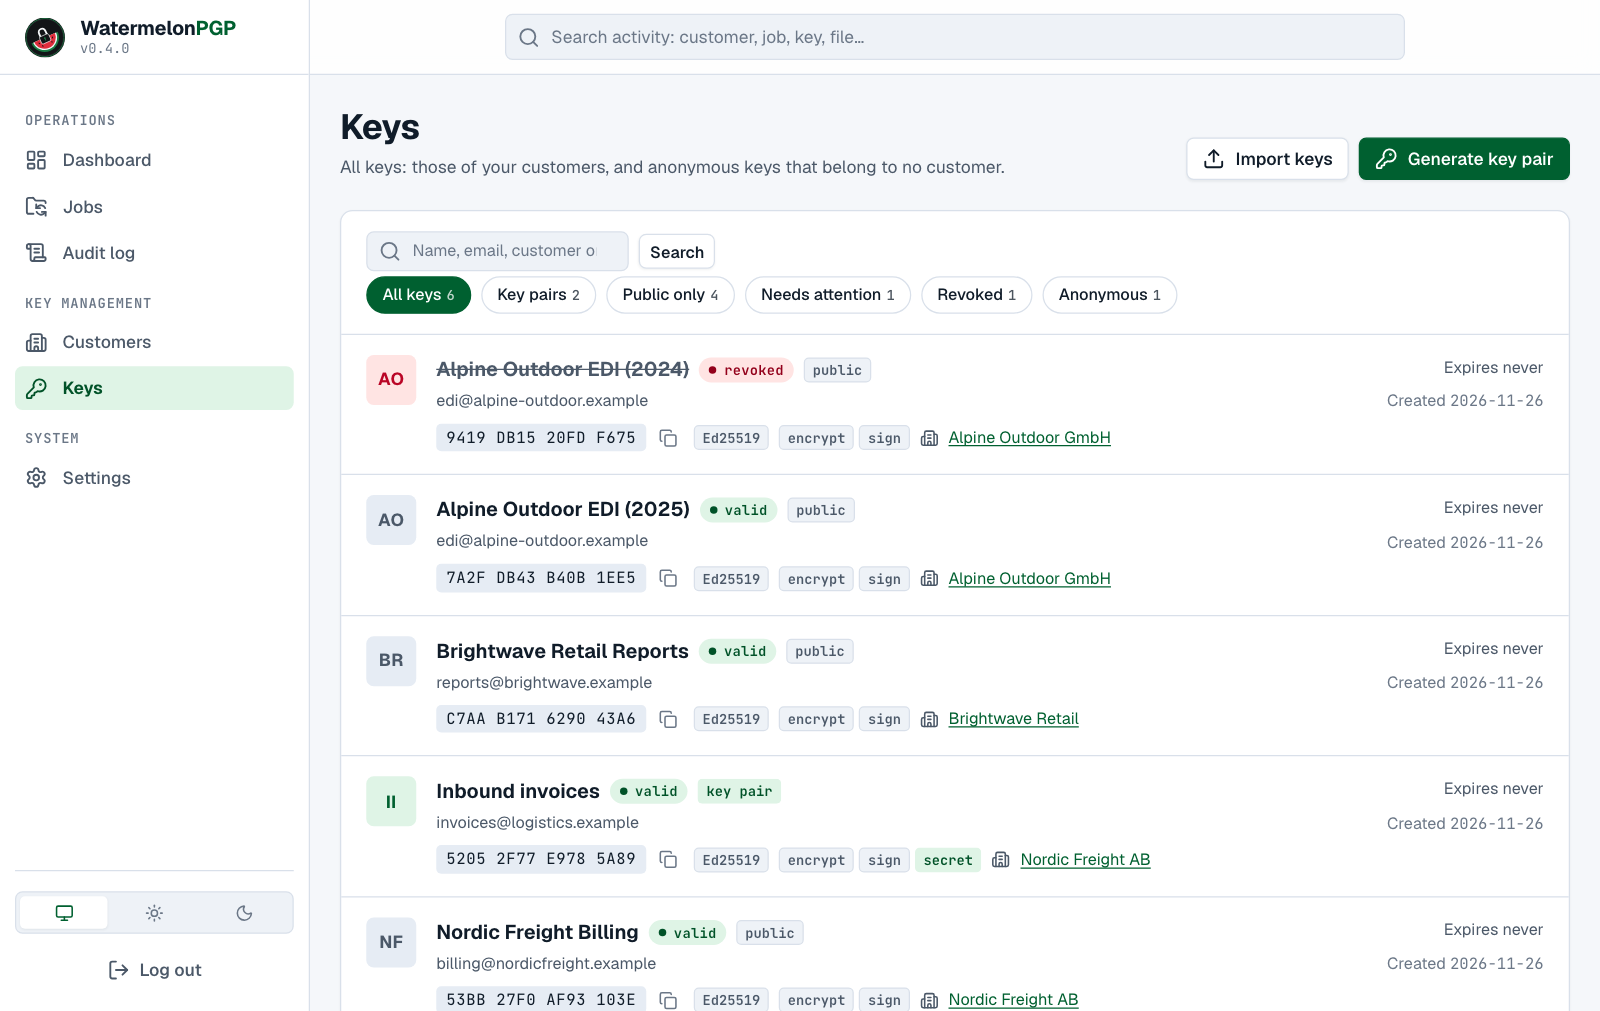 WatermelonPGP
v0.4.0
Search activity: customer, job, key, file…
OPERATIONS
Dashboard
Jobs
Audit log
KEY MANAGEMENT
Customers
Keys
SYSTEM
Settings
Log out
Keys
All keys: those of your customers, and anonymous keys that belong to no customer.
Import keys
Generate key pair
Name, email, customer o
Search
All keys 6
Key pairs 2
Public only 4
Needs attention 1
Revoked 1
Anonymous 1
AO
Alpine Outdoor EDI (2024) revoked public
Expires never
edi@alpine-outdoor.example
Created 2026-11-26
9419 DB15 20FD F675 Ed25519 encrypt sign Alpine Outdoor GmbH
AO
Alpine Outdoor EDI (2025) valid public
Expires never
edi@alpine-outdoor.example
Created 2026-11-26
7A2F DB43 B40B 1EE5 Ed25519 encrypt sign Alpine Outdoor GmbH
BR
Brightwave Retail Reports valid public
Expires never
reports@brightwave.example
Created 2026-11-26
C7AA B171 6290 43A6 Ed25519 encrypt sign Brightwave Retail
II
Inbound invoices valid key pair
Expires never
invoices@logistics.example
Created 2026-11-26
5205 2F77 E978 5A89 Ed25519 encrypt sign secret Nordic Freight AB
NF
Nordic Freight Billing valid public
Expires never
billing@nordicfreight.example
Created 2026-11-26
53BB 27F0 AF93 103E Ed25519 encrypt sign Nordic Freight AB